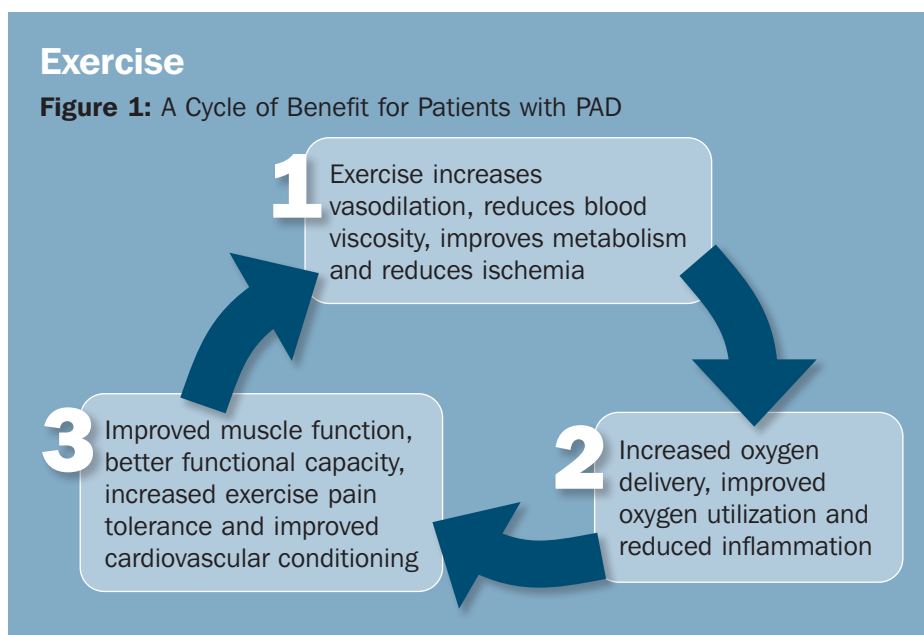 Exercise
Figure 1: A Cycle of Benefit for Patients with PAD
1
Exercise increases
vasodilation, reduces blood
viscosity, improves metabolism
and reduces ischemia
2
Increased oxygen
delivery, improved
oxygen utilization and
reduced inflammation
3
Improved muscle function,
better functional capacity,
increased exercise pain
tolerance and improved
cardiovascular conditioning